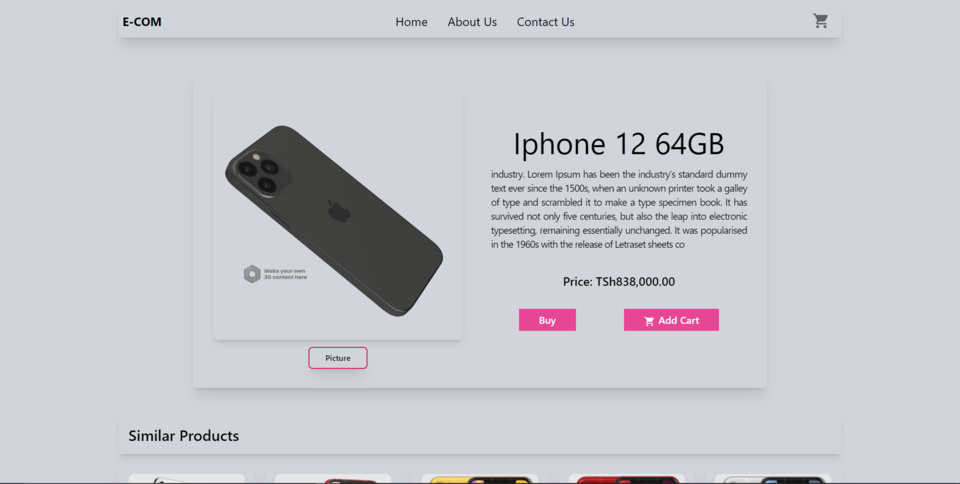 E-COM
Home About Us Contact Us
Make your own
3D content here
Picture
Iphone 12 64GB
industry. Lorem Ipsum has been the industry's standard dummy
text ever since the 1500s, when an unknown printer took a galley
of type and scrambled it to make a type specimen book. It has
survived not only five centuries, but also the leap into electronic
typesetting, remaining essentially unchanged. It was popularised
in the 1960s with the release of Letraset sheets co
Price: TSh838,000.00
Buy Add Cart
Similar Products